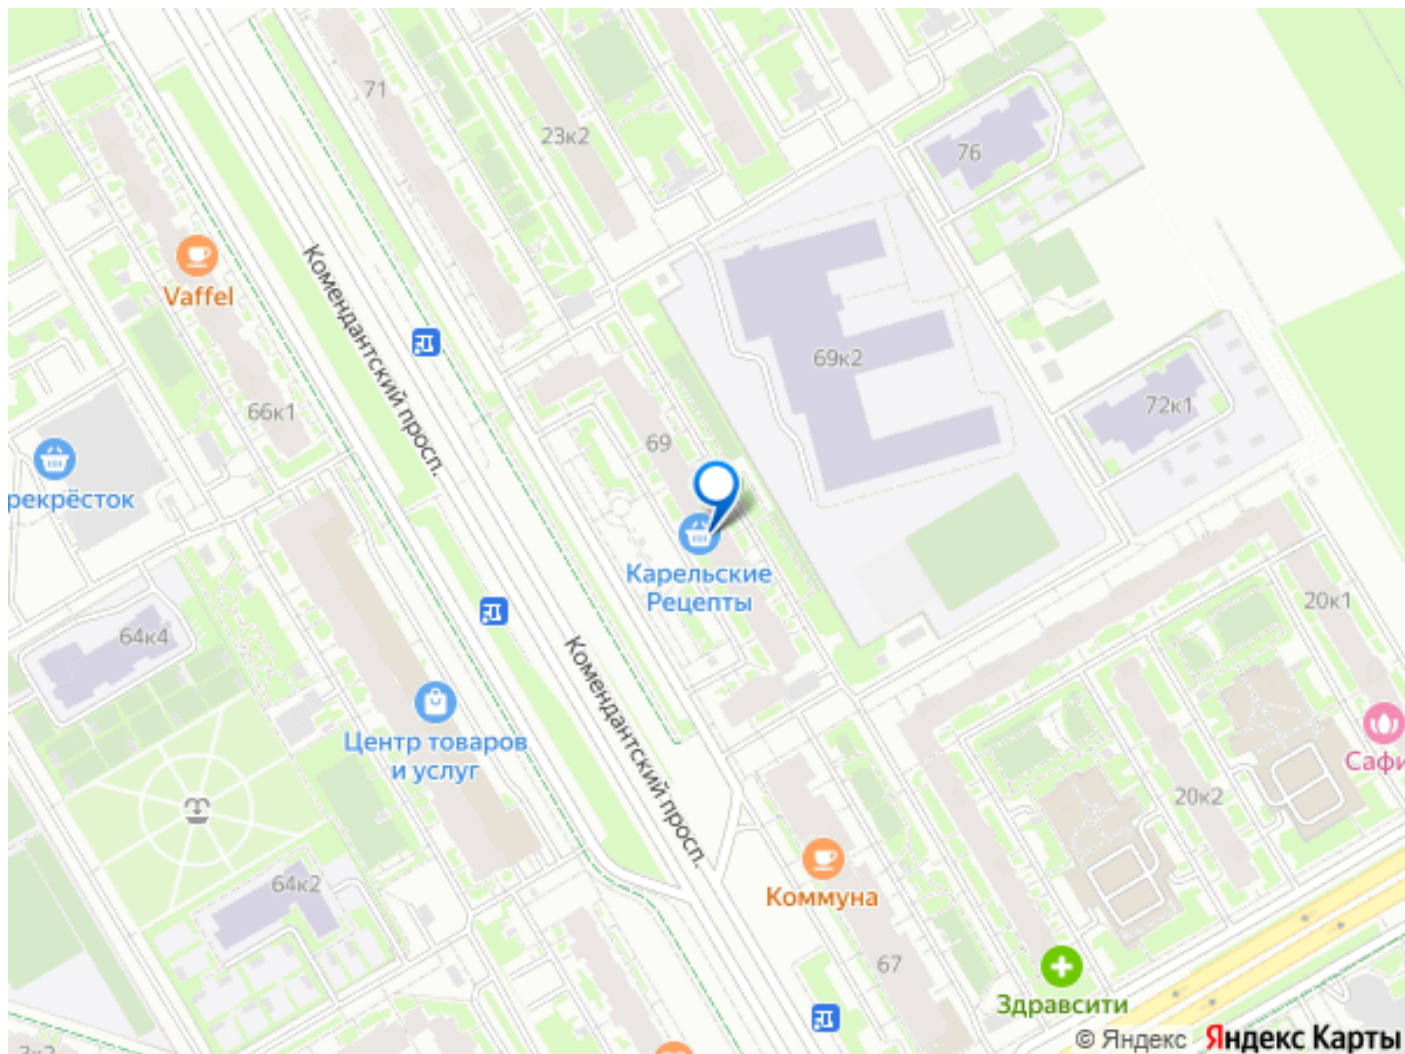 71
23к2
76
Vaffel
Комендантский просп.
69к2
66к1
72к1
69
рекрёсток
Карельские
Рецепты
20к1
64к4
Комендантский просп.
Центр товаров
и услуг
Сафи
20к2
64к2
Коммуна
67
Здравсити
© Яндекс Яндекс Карты